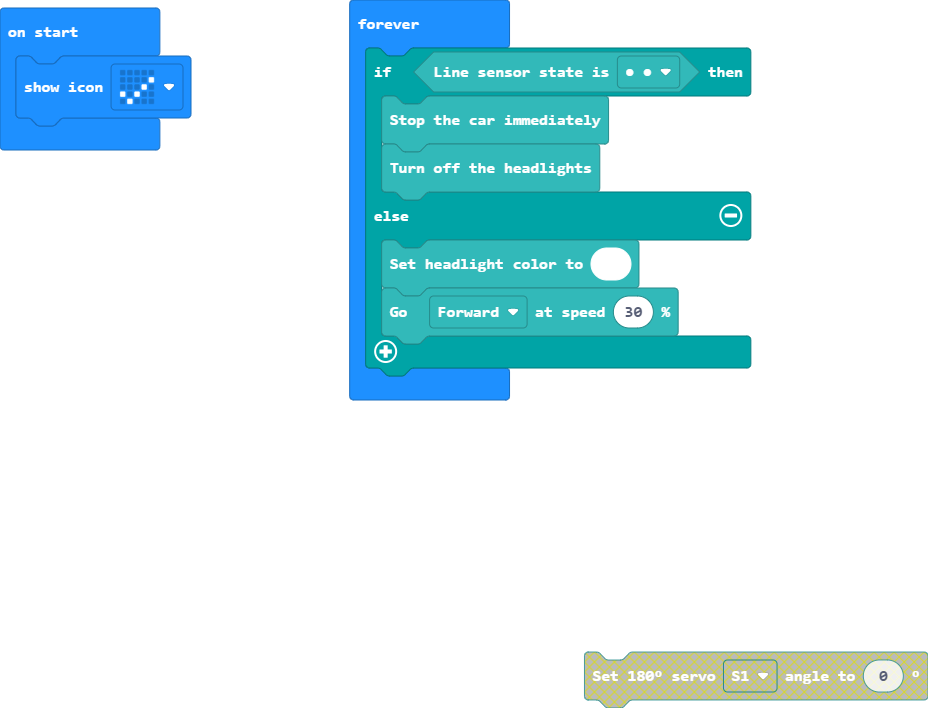 on start
show icon
forever
if Line sensor state is then
Stop the car immediately
Turn off the headlights
else
Set headlight color to
Go Forward at speed 30 %
Set 180° servo S1 angle to 0 °